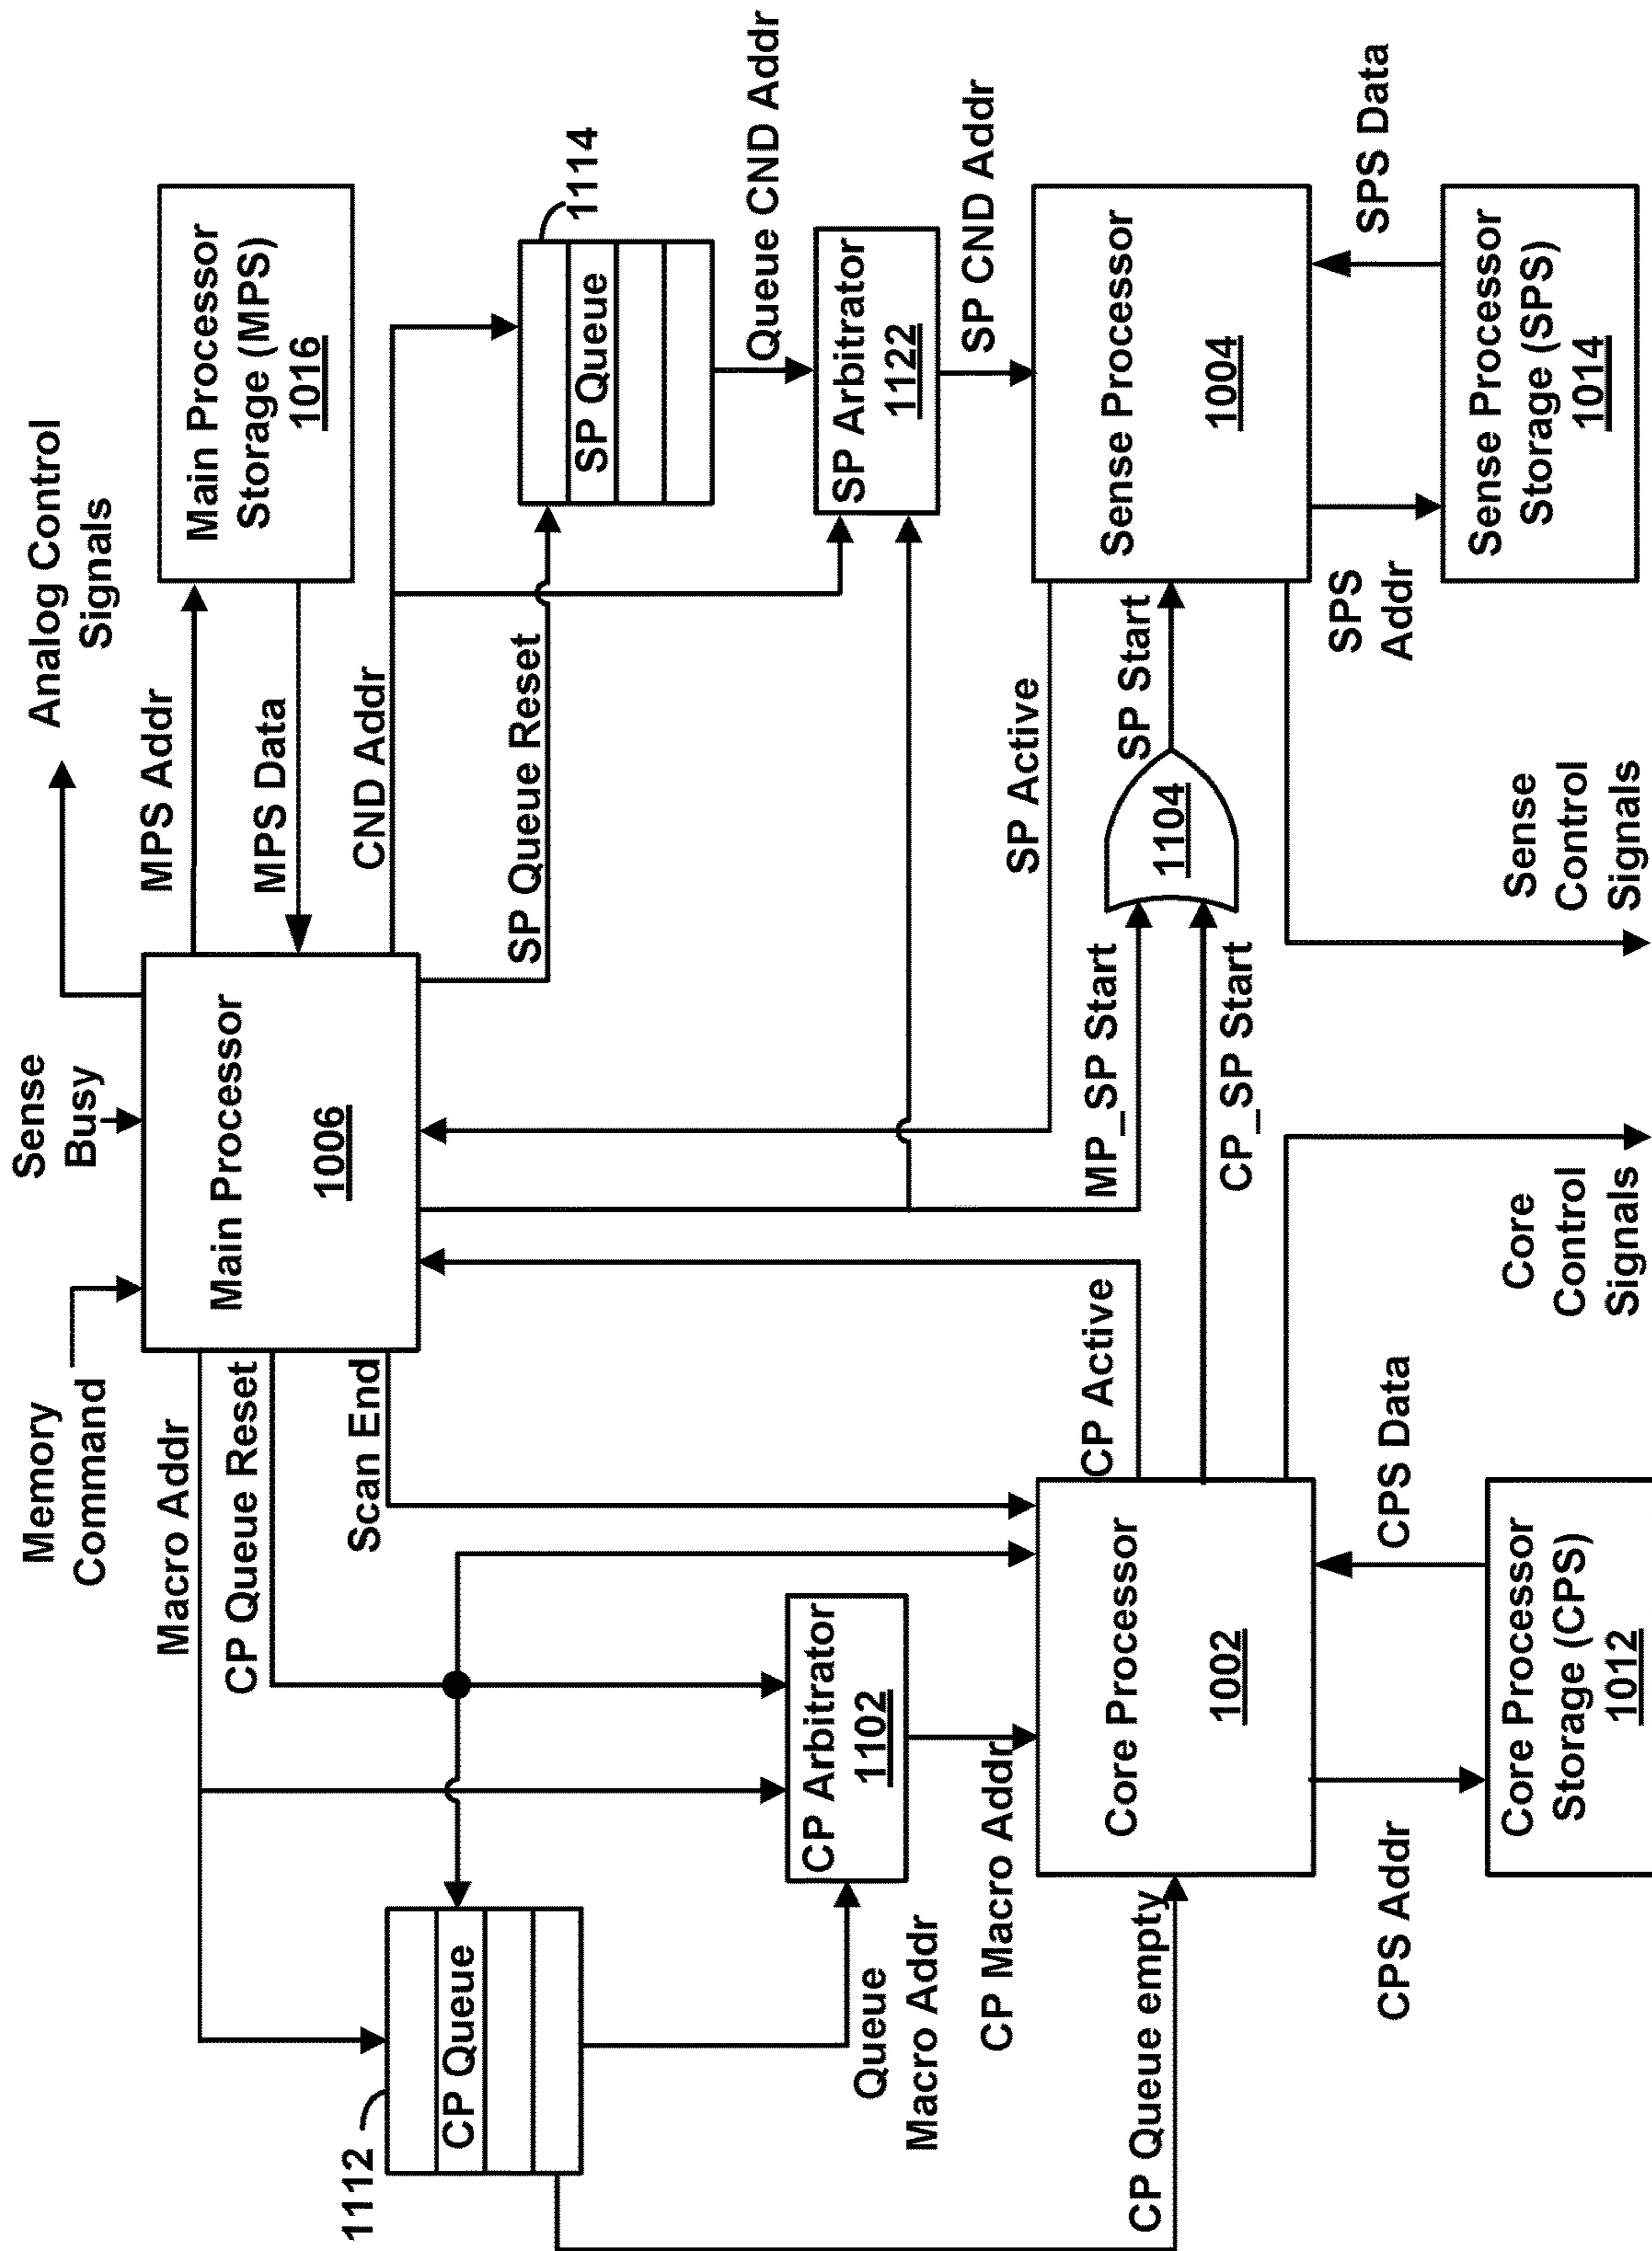 Memory
Command
Sense
Busy
Analog Control
Signals
Main Processor
1006
Main Processor
Storage (MPS)
1016
MPS Addr
MPS Data
CND Addr
SP Queue Reset
Macro Addr
CP Queue Reset
Scan End
1112
CP Queue
1114
SP Queue
Queue CND Addr
Queue
Macro Addr
CP Arbitrator
1102
SP Arbitrator
1122
CP Macro Addr
SP CND Addr
CP Queue empty
CP Active
SP Active
MP_SP Start
CP_SP Start
1104
SP Start
Core Processor
1002
Sense Processor
1004
CPS Addr
CPS Data
SPS
Addr
SPS Data
Core Processor
Storage (CPS)
1012
Core
Control
Signals
Sense
Control
Signals
Sense Processor
Storage (SPS)
1014